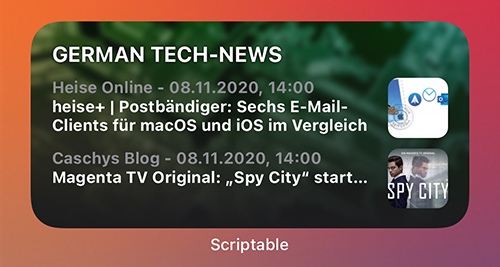 GERMAN TECH-NEWS
Heise Online - 08.11.2020, 14:00
heise+ | Postbändiger: Sechs E-Mail-
Clients für macOS und iOS im Vergleich
Caschys Blog - 08.11.2020, 14:00
Magenta TV Original: „Spy City“ start...
SPY CITY
Scriptable